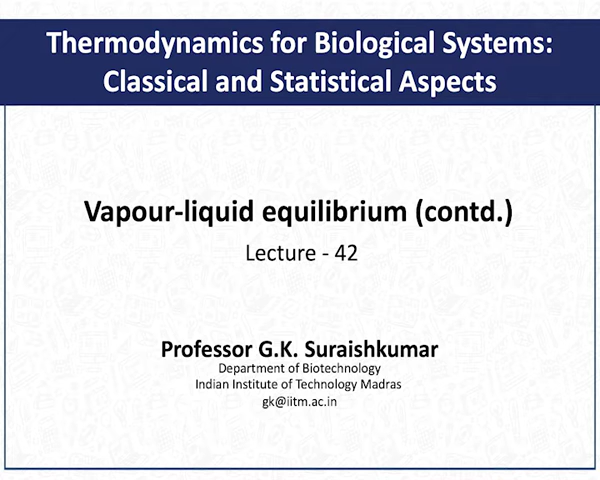 Thermodynamics for Biological Systems:
Classical and Statistical Aspects
Vapour-liquid equilibrium (contd.)
Lecture - 42
Professor G.K. Suraishkumar
Department of Biotechnology
Indian Institute of Technology Madras
gk@iitm.ac.in